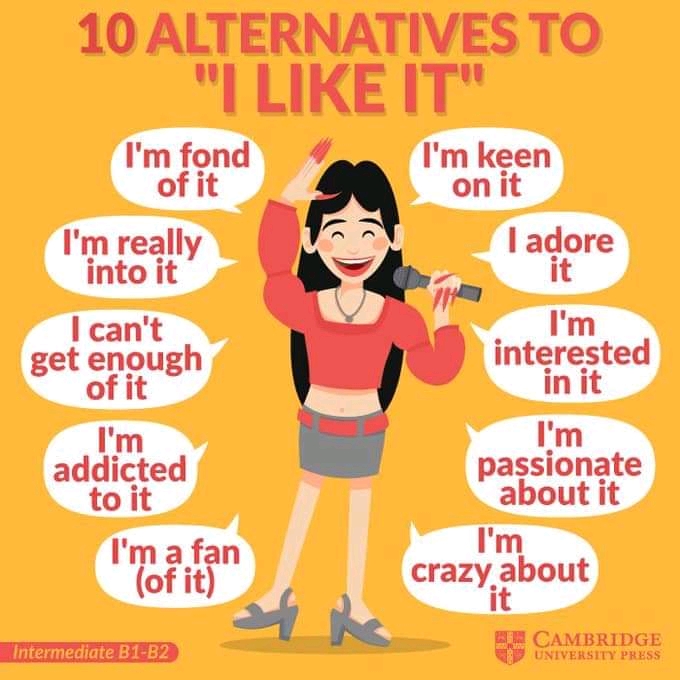 10 ALTERNATIVES TO
"I LIKE IT"
I'm fond
of it
I'm really
into it
I can't
get enough
of it
I'm
addicted
to it
I'm a fan
(of it)
I'm keen
on it
I adore
it
I'm
interested
in it
I'm
passionate
about it
I'm
crazy about
it
Intermediate B1-B2
CAMBRIDGE
UNIVERSITY PRESS